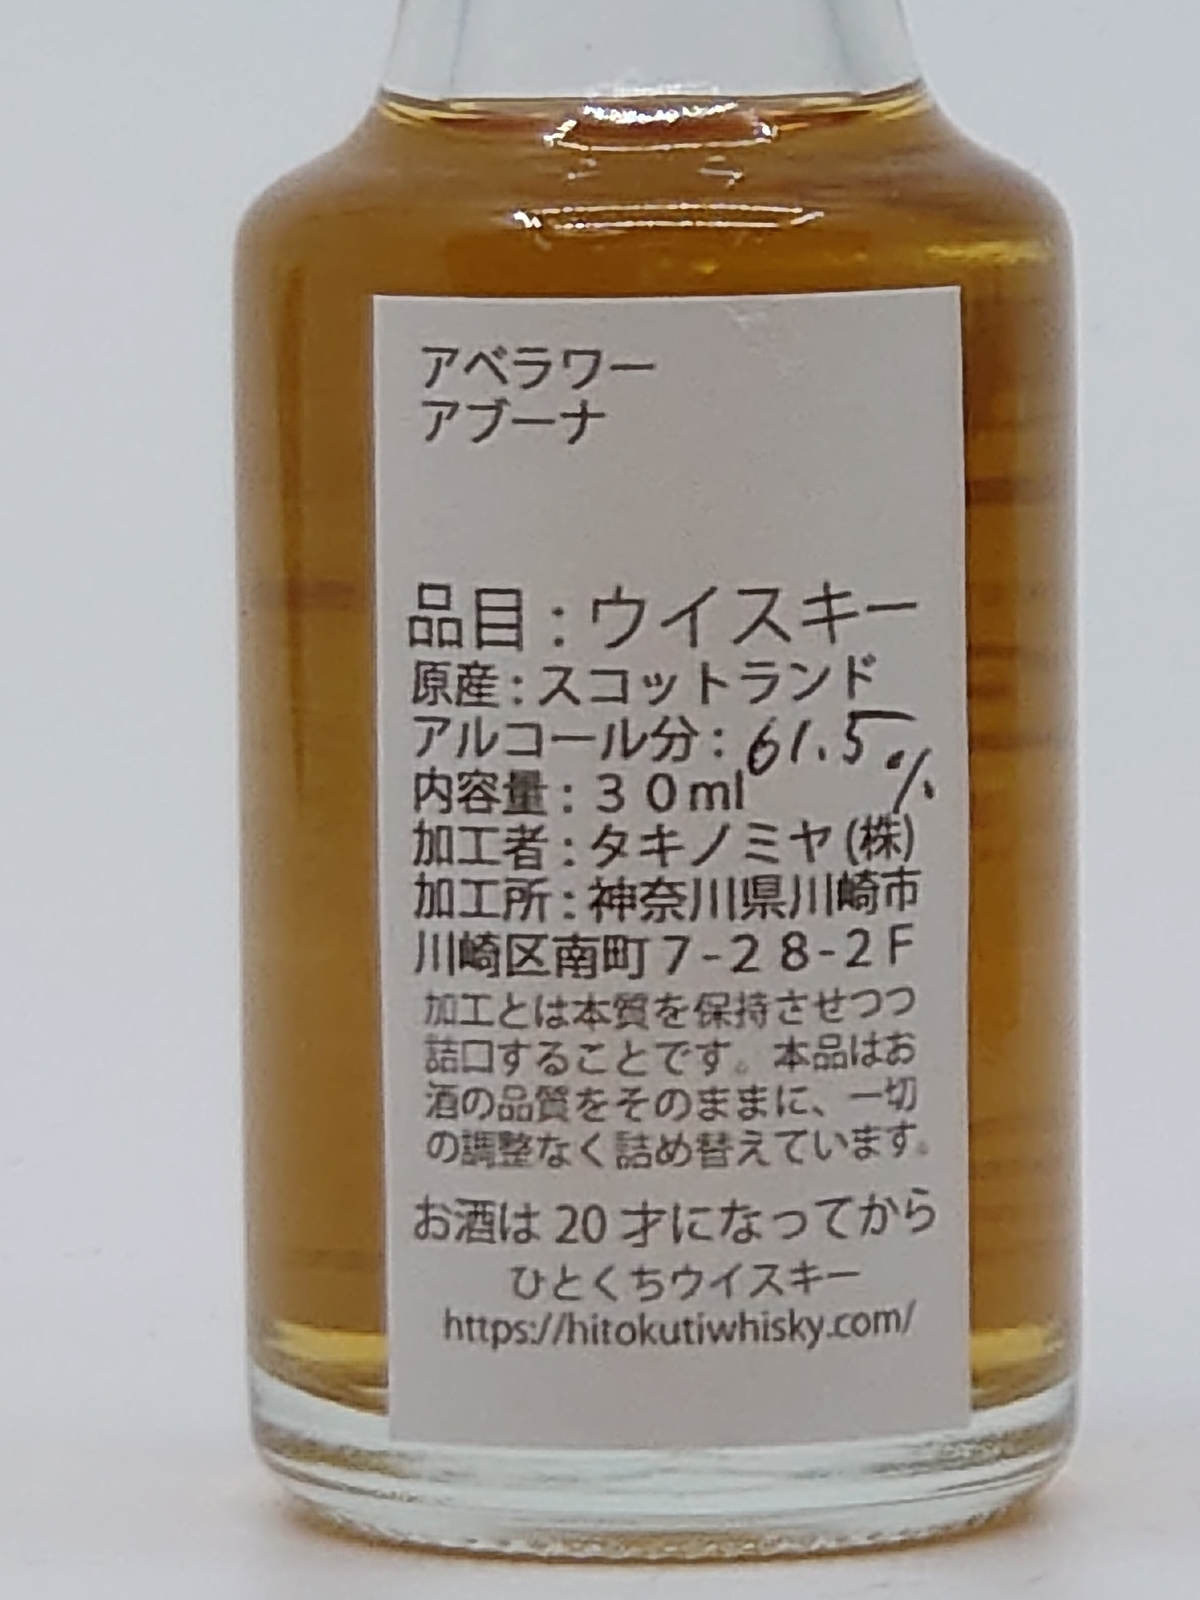 アベラワー
アブーナ
品目：ウイスキー
原産：スコットランド
アルコール分：61.5%
内容量：３０ml
加工者：タキノミヤ(株)
加工所：神奈川県川崎市
川崎区南町７-２８-２F
加工とは本質を保持させつつ
詰口することです。本品はお
酒の品質をそのままに、一切
の調整なく詰め替えています。
お酒は20才になってから
ひとくちウイスキー
https://hitokutiwhisky.com/